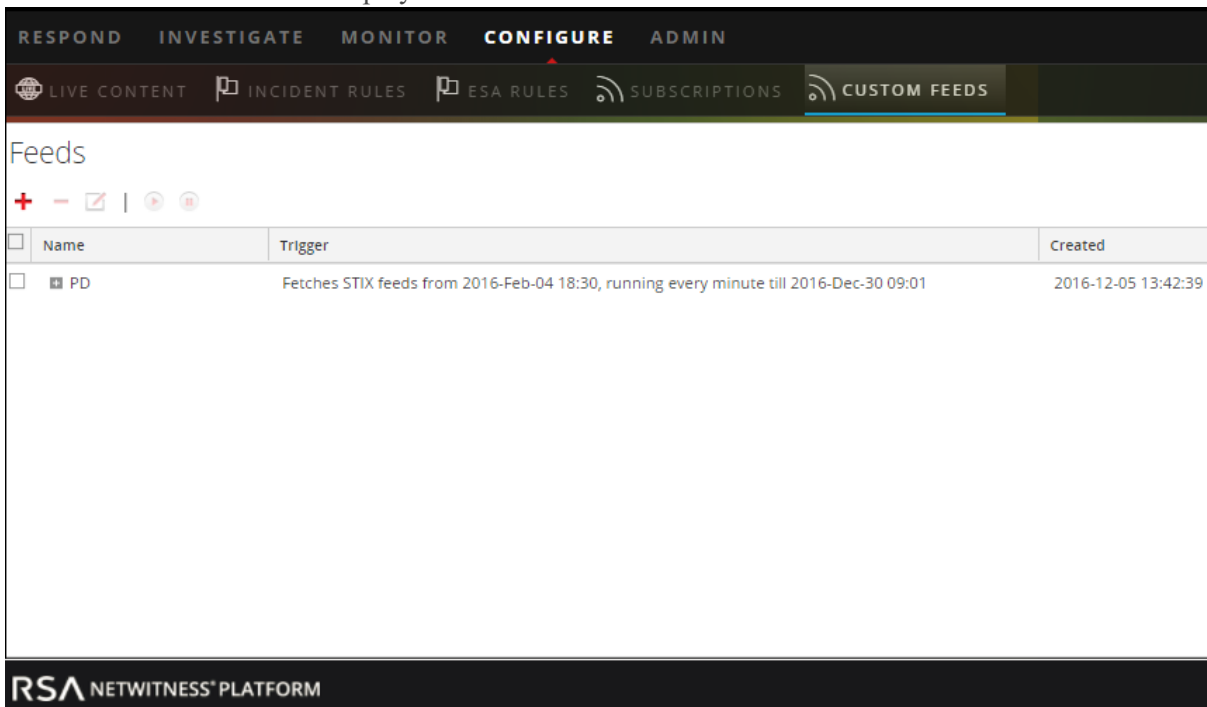 RESPOND INVESTIGATE MONITOR CONFIGURE ADMIN
LIVE CONTENT INCIDENT RULES ESA RULES SUBSCRIPTIONS CUSTOM FEEDS
Feeds
Name Trigger Created
PD Fetches STIX feeds from 2016-Feb-04 18:30, running every minute till 2016-Dec-30 09:01 2016-12-05 13:42:39
RSA NETWITNESS® PLATFORM